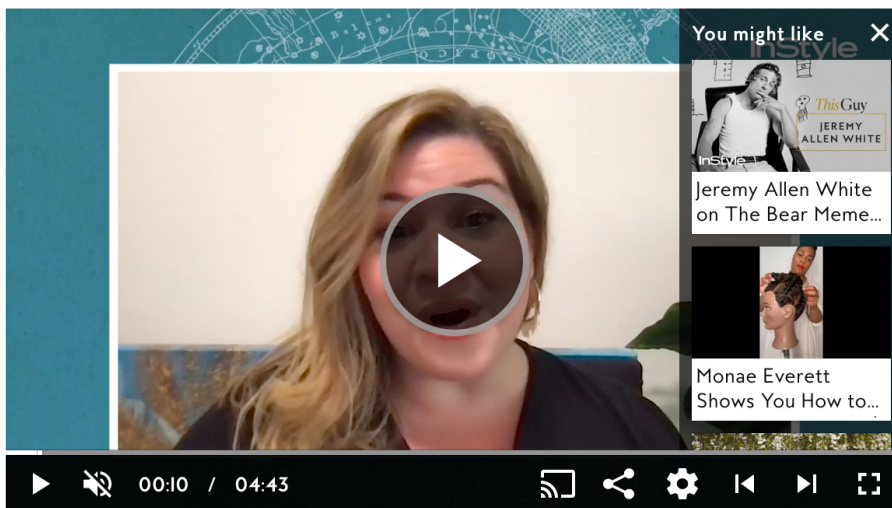 You might like
InStyle
This Guy
JEREMY
ALLEN WHITE
InStyle
Jeremy Allen White
on The Bear Meme...
Monae Everett
Shows You How to...
00:10 / 04:43